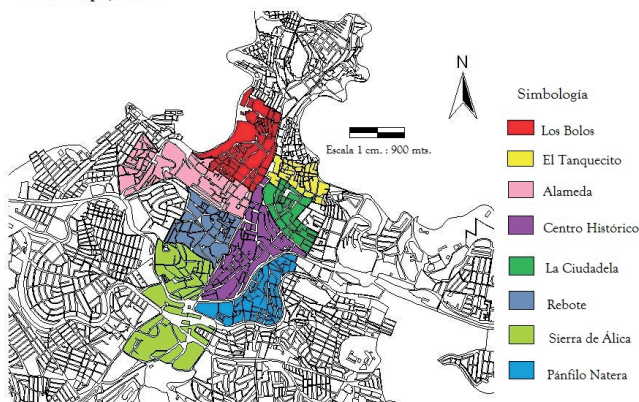 N
Simbología
Los Bolos
Escala 1 cm. : 900 mts.
El Tanquecito
Alameda
Centro Histórico
La Ciudadela
Rebote
Sierra de Álica
Pánfilo Natera